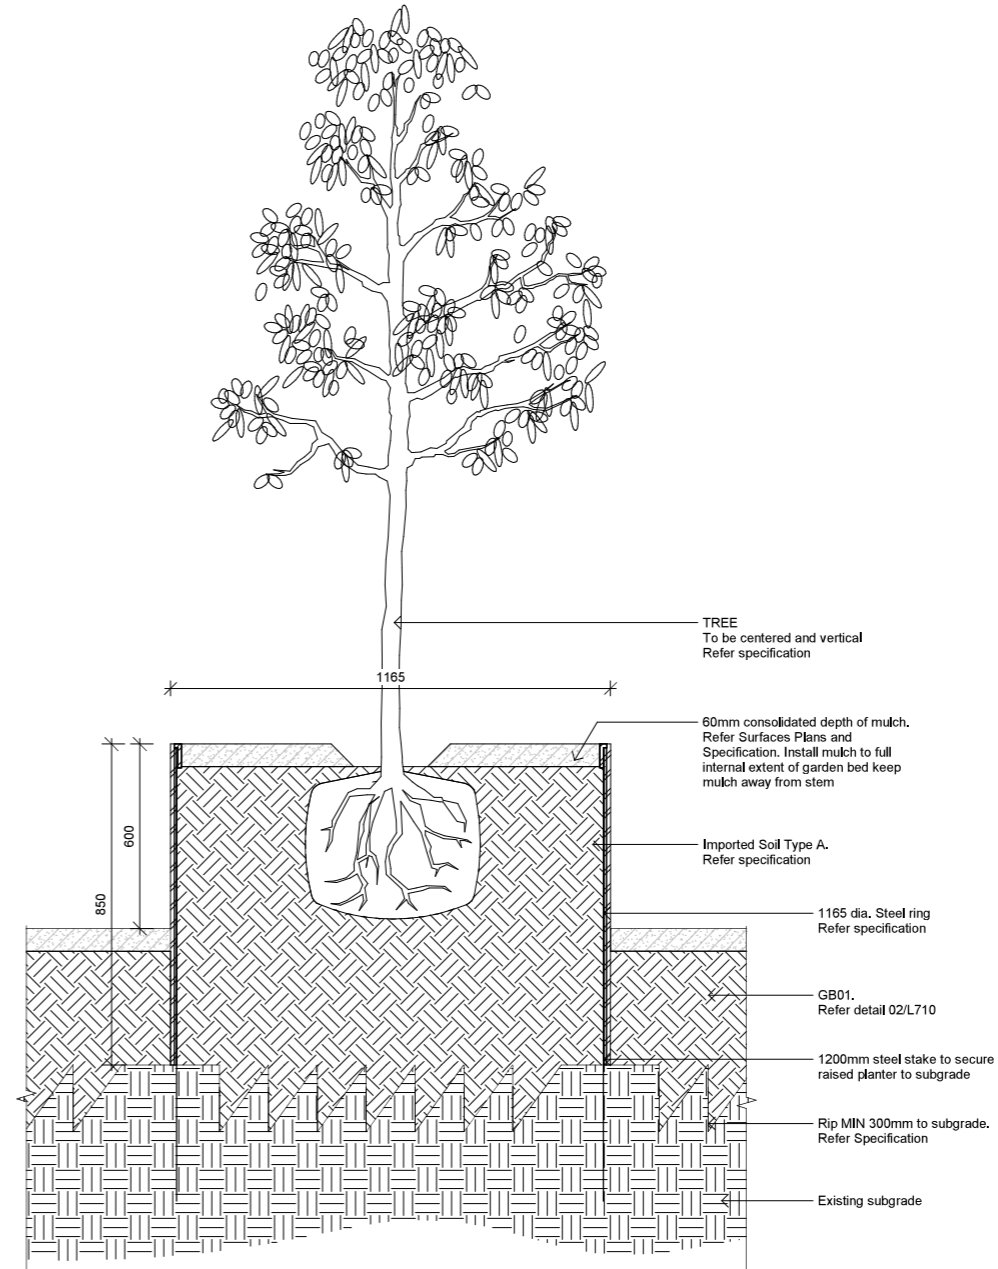 TREE
To be centered and vertical
Refer specification
1165
60mm consolidated depth of mulch.
Refer Surfaces Plans and
Specification. Install mulch to full
internal extent of garden bed keep
mulch away from stem
600
Imported Soil Type A.
Refer specification
850
1165 dia. Steel ring
Refer specification
GB01.
Refer detail 02/L710
1200mm steel stake to secure
raised planter to subgrade
Rip MIN 300mm to subgrade.
Refer Specification
Existing subgrade